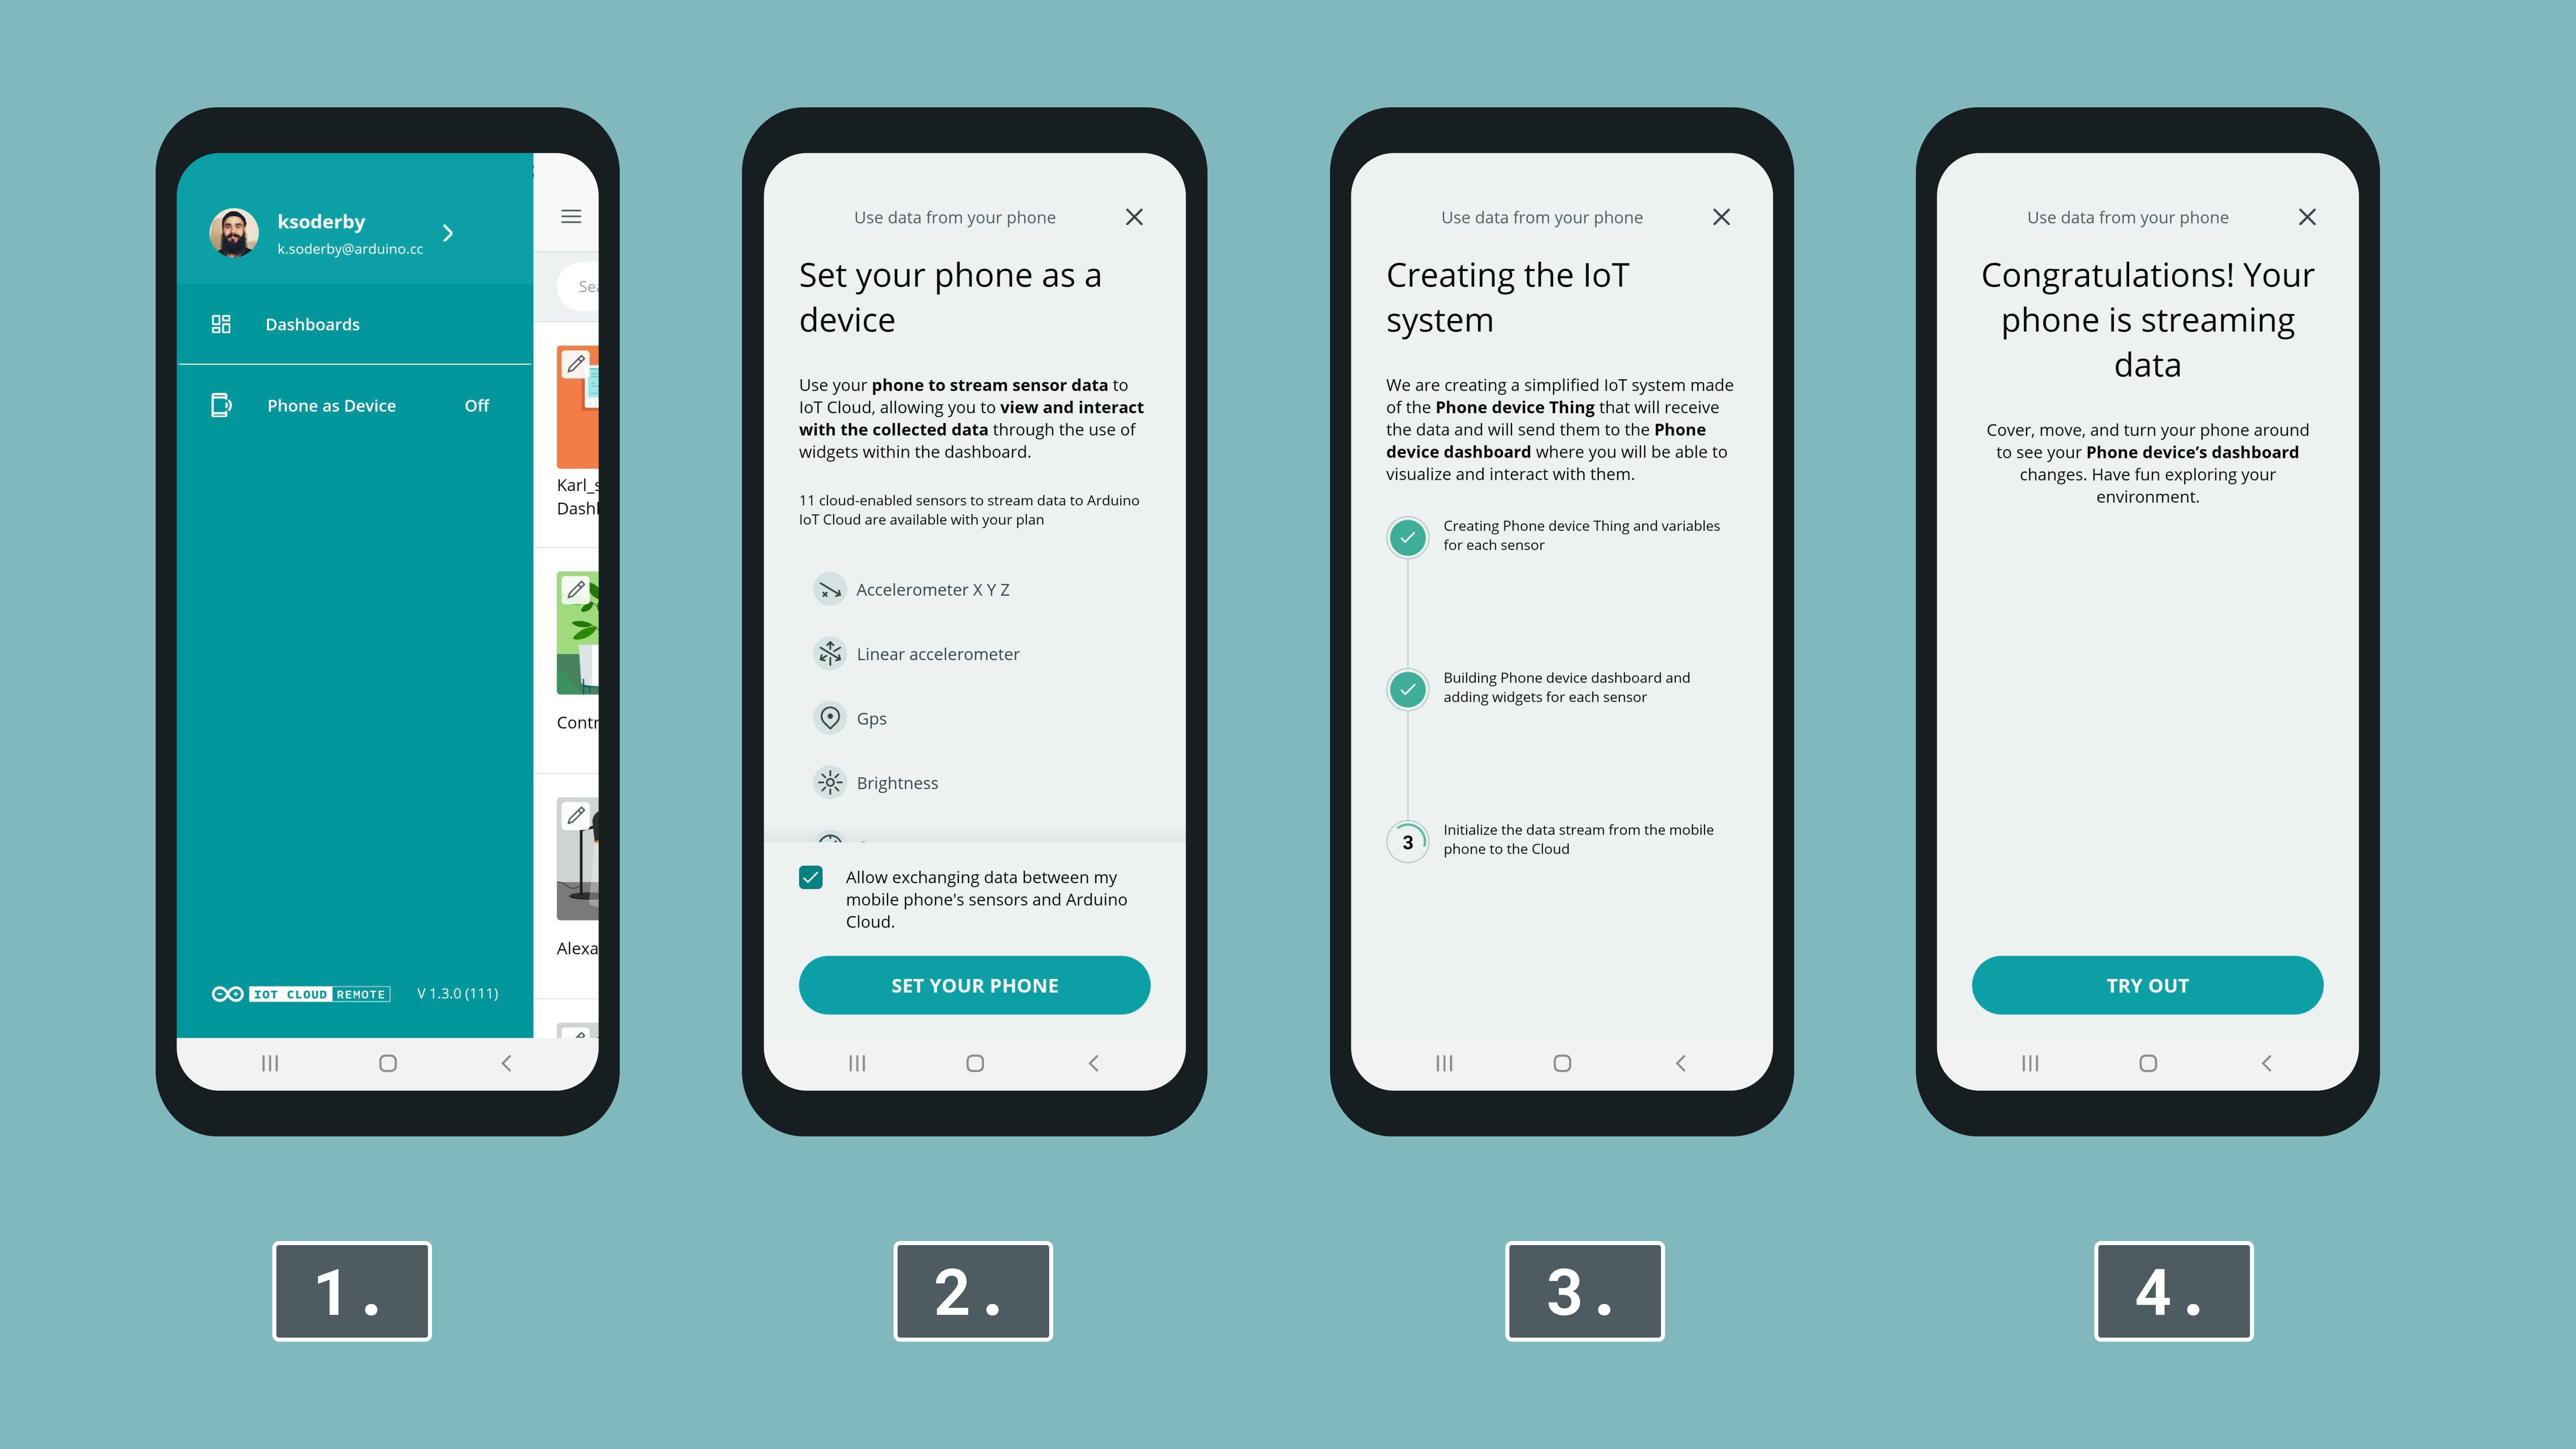 ksoderby
k.soderby@arduino.cc
Dashboards
Phone as Device Off
IOT CLOUD REMOTE V 1.3.0 (111)
Karl_
Use data from your phone
Set your phone as a
device
Use your phone to stream sensor data to
IoT Cloud, allowing you to view and interact
with the collected data through the use of
widgets within the dashboard.
11 cloud-enabled sensors to stream data to Arduino
IoT Cloud are available with your plan
Accelerometer X Y Z
Linear accelerometer
Gps
Brightness
Allow exchanging data between my
mobile phone's sensors and Arduino
Cloud.
SET YOUR PHONE
Use data from your phone
Creating the IoT
system
We are creating a simplified IoT system made
of the Phone device Thing that will receive
the data and will send them to the Phone
device dashboard where you will be able to
visualize and interact with them.
Creating Phone device Thing and variables
for each sensor
Building Phone device dashboard and
adding widgets for each sensor
3
Initialize the data stream from the mobile
phone to the Cloud
Use data from your phone
Congratulations! Your
phone is streaming
data
Cover, move, and turn your phone around
to see your Phone device’s dashboard
changes. Have fun exploring your
environment.
TRY OUT
1.
2.
3.
4.